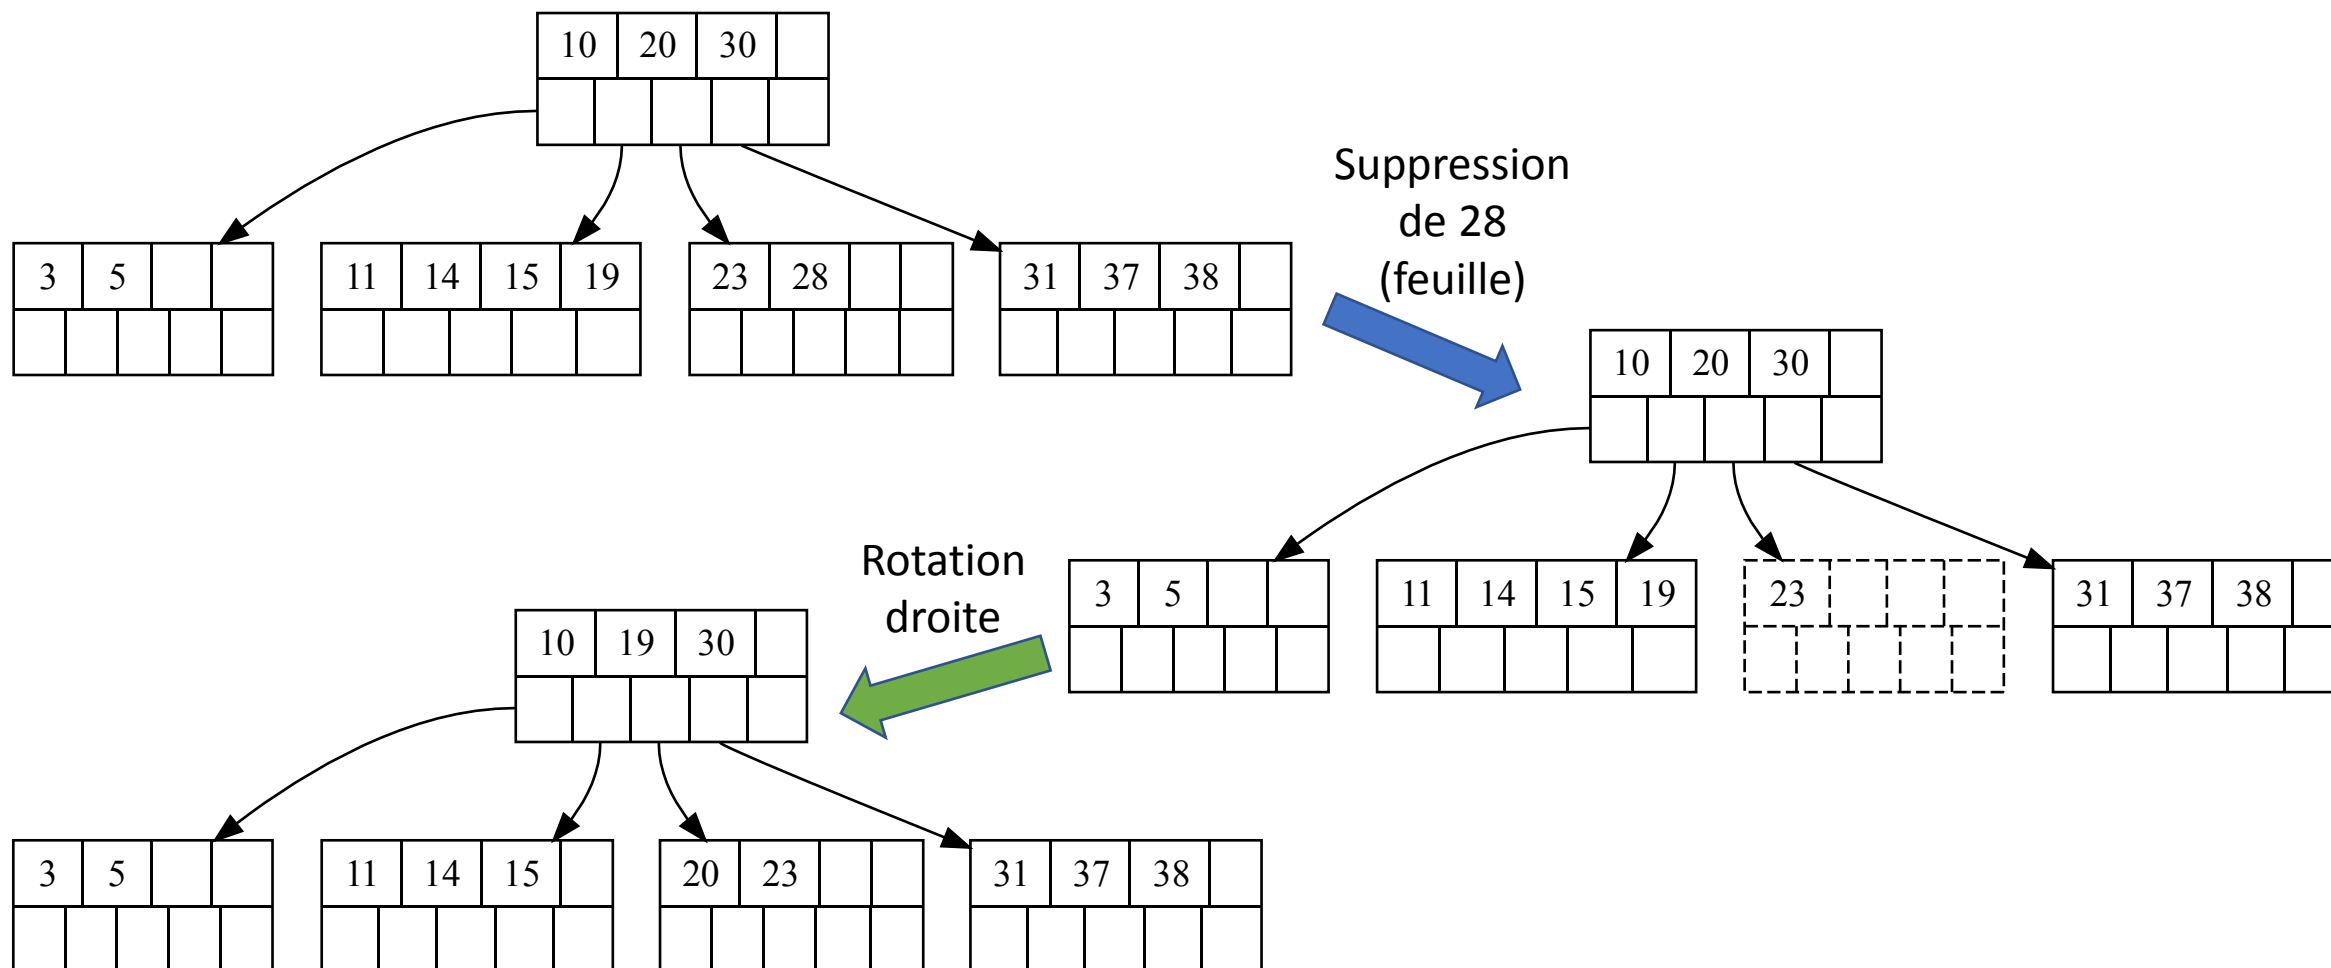 10 20 30
3 5
11 14 15 19
23 28
31 37 38
Suppression
de 28
(feuille)
10 20 30
3 5
11 14 15 19
23
31 37 38
Rotation
droite
10 19 30
3 5
11 14 15
20 23
31 37 38